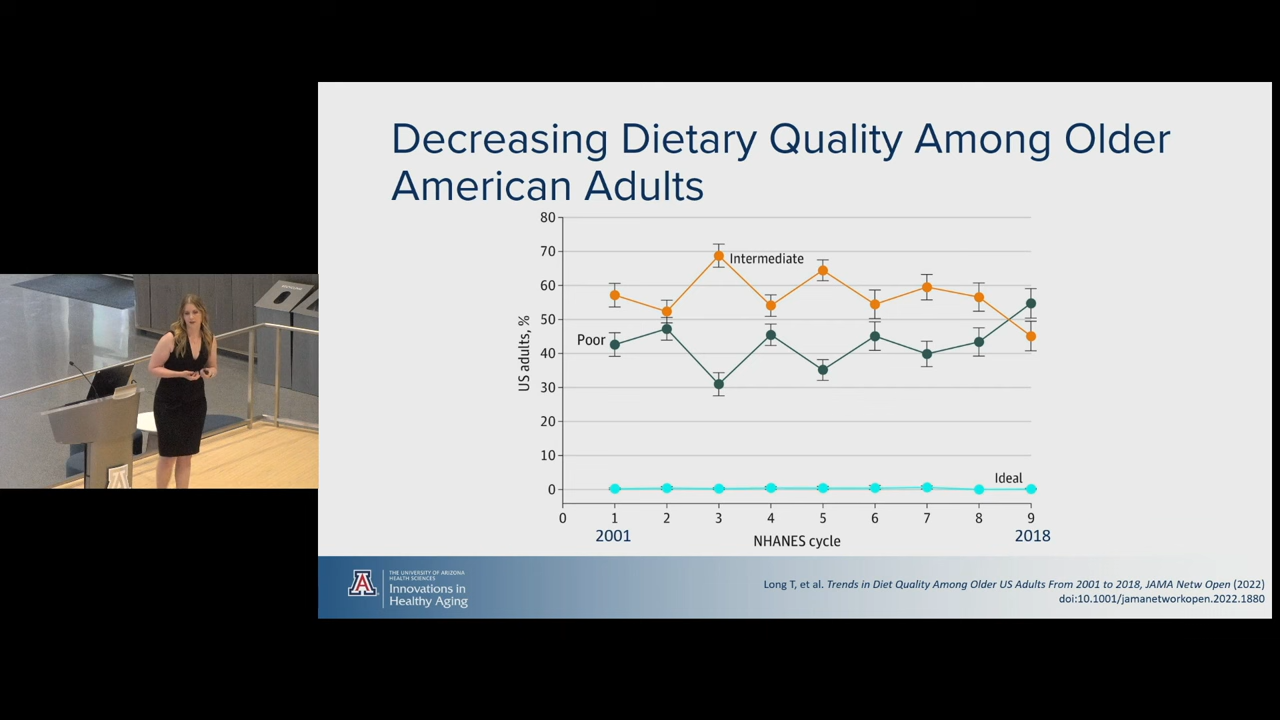 Decreasing Dietary Quality Among Older
American Adults
80
70
60
50
40
30
20
10
0
US adults, %
Intermediate
Poor
Ideal
0 1 2 3 4 5 6 7 8 9
2001 2018
NHANES cycle
THE UNIVERSITY OF ARIZONA
HEALTH SCIENCES
Innovations in
Healthy Aging
A
Long T, et al. Trends in Diet Quality Among Older US Adults From 2001 to 2018, JAMA Netw Open (2022)
doi:10.1001/jamanetworkopen.2022.1880
A